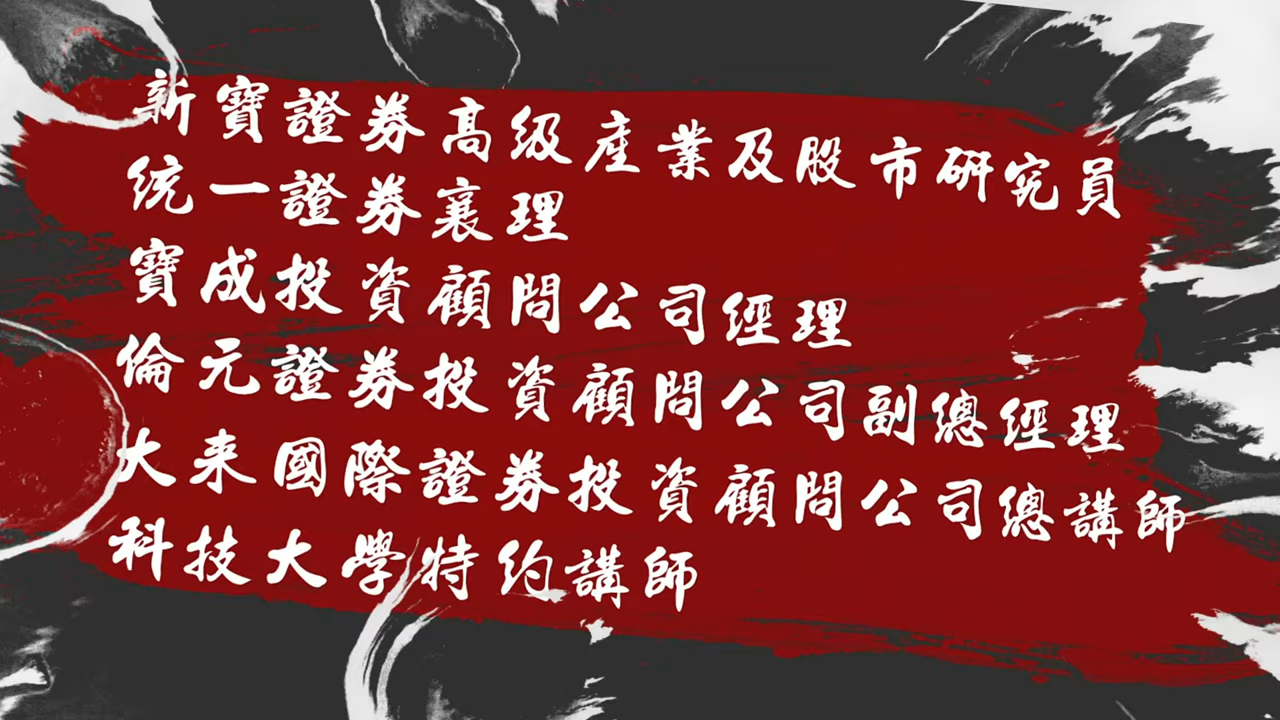 新寶證券高級產業及股市研究員
統一證券襄理
寶成投資顧問公司經理
倫元證券投資顧問公司副總經理
大來國際證券投資顧問公司總講師
科技大學特約講師